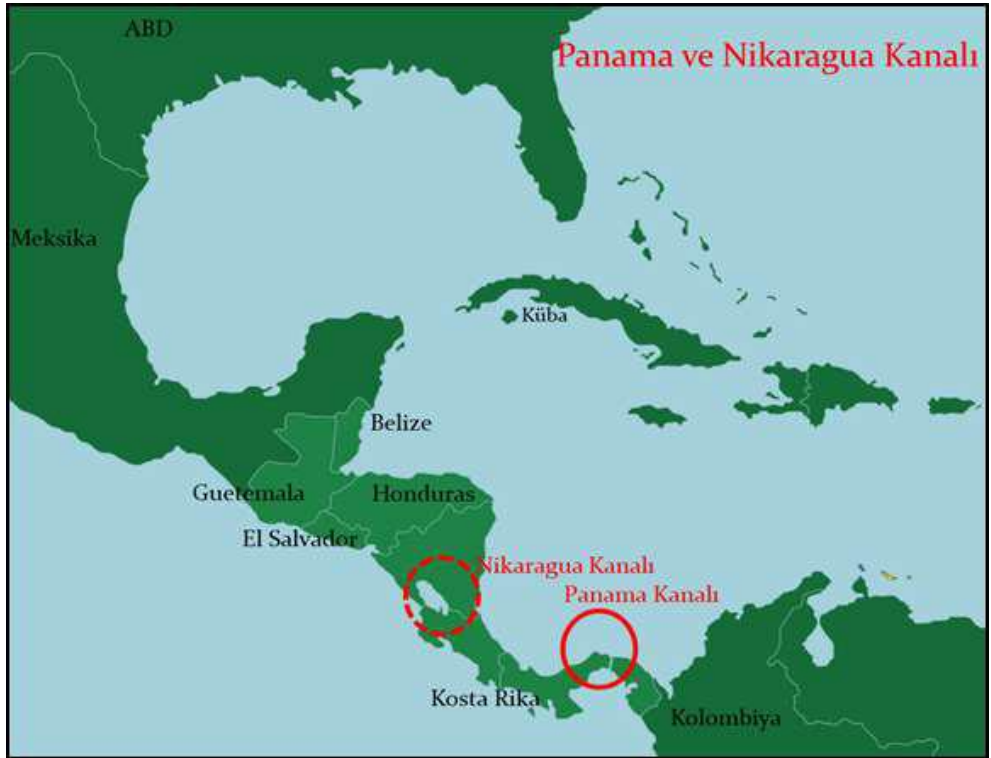 ABD
Panama ve Nikaragua Kanalı
Meksika
Küba
Belize
Guetemala
Honduras
El Salvador
Nikaragua Kanalı
Panama Kanalı
Kosta Rika
Kolombiya